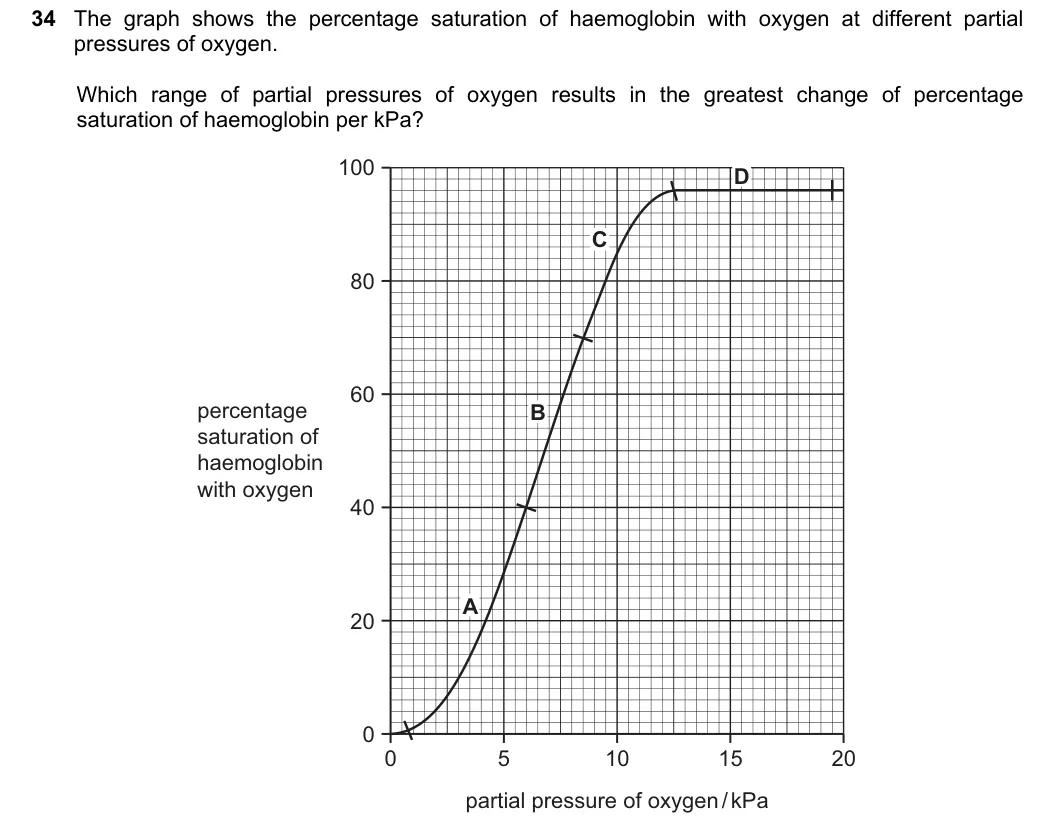 34 The graph shows the percentage saturation of haemoglobin with oxygen at different partial
pressures of oxygen.
Which range of partial pressures of oxygen results in the greatest change of percentage
saturation of haemoglobin per kPa?
100
D
C
80
60
B
percentage
saturation of
haemoglobin
with oxygen
40
A
20
0
0 5 10 15 20
partial pressure of oxygen / kPa